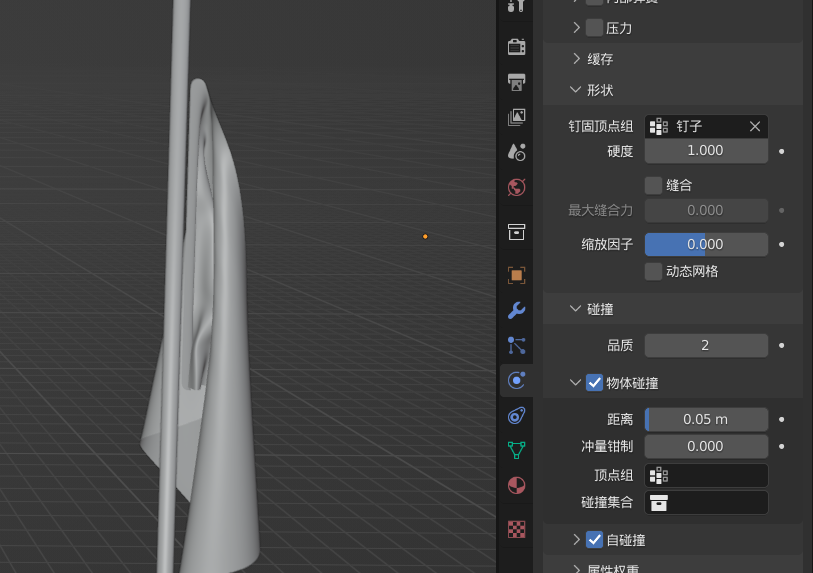 压力
缓存
形状
钉固顶点组 钉子
硬度 1.000
缝合
最大缝合力 0.000
缩放因子 0.000
动态网格
碰撞
品质 2
物体碰撞
距离 0.05 m
冲量钳制 0.000
顶点组
碰撞集合
自碰撞
属性权重